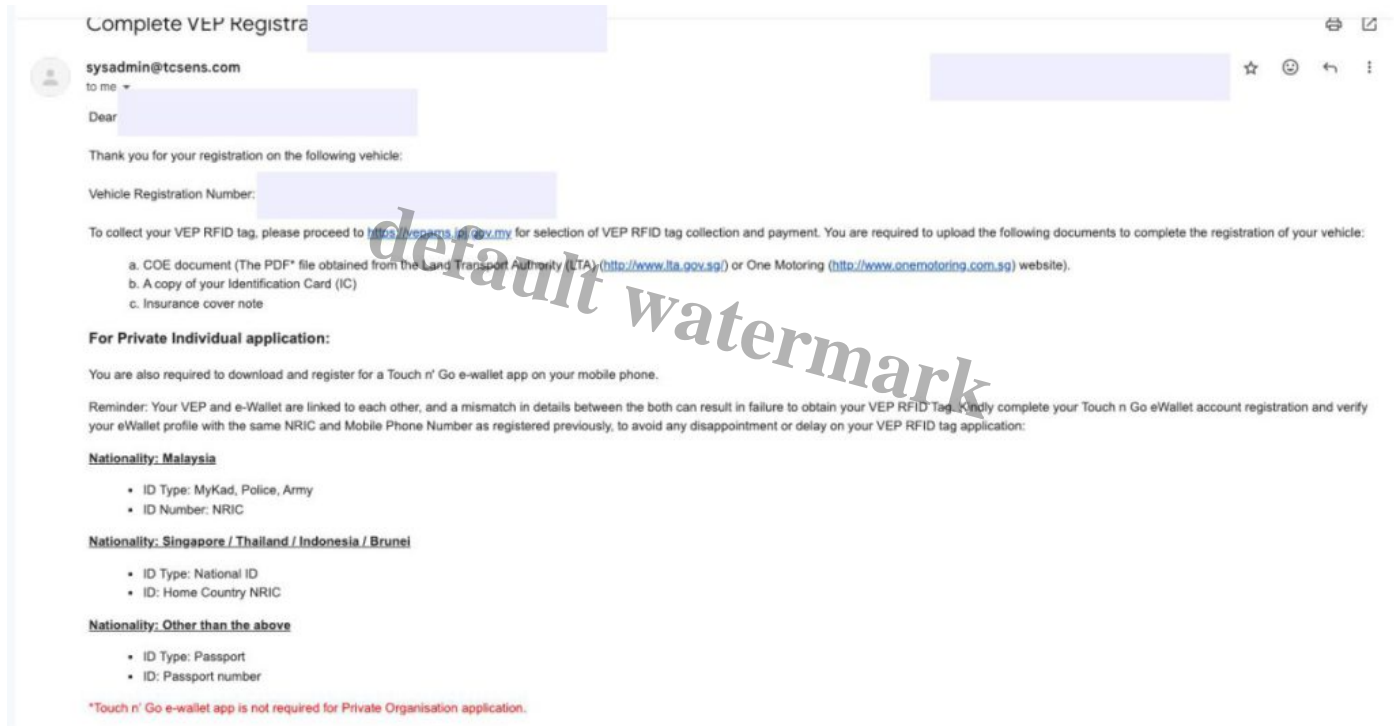 Complete VEP Registra
sysadmin@tcsens.com
to me
Dear
Thank you for your registration on the following vehicle:
Vehicle Registration Number:
To collect your VEP RFID tag, please proceed to https://vepams.jpj.gov.my for selection of VEP RFID tag collection and payment. You are required to upload the following documents to complete the registration of your vehicle:
a. COE document (The PDF* file obtained from the Land Transport Authority (LTA) (http://www.lta.gov.sg/) or One Motoring (http://www.onemotoring.com.sg) website).
b. A copy of your Identification Card (IC)
c. Insurance cover note
For Private Individual application:
You are also required to download and register for a Touch n' Go e-wallet app on your mobile phone.
Reminder: Your VEP and e-Wallet are linked to each other, and a mismatch in details between the both can result in failure to obtain your VEP RFID Tag. Kindly complete your Touch n Go eWallet account registration and verify
your eWallet profile with the same NRIC and Mobile Phone Number as registered previously, to avoid any disappointment or delay on your VEP RFID tag application:
Nationality: Malaysia
• ID Type: MyKad, Police, Army
• ID Number: NRIC
Nationality: Singapore / Thailand / Indonesia / Brunei
• ID Type: National ID
• ID: Home Country NRIC
Nationality: Other than the above
• ID Type: Passport
• ID: Passport number
*Touch n' Go e-wallet app is not required for Private Organisation application.
default watermark